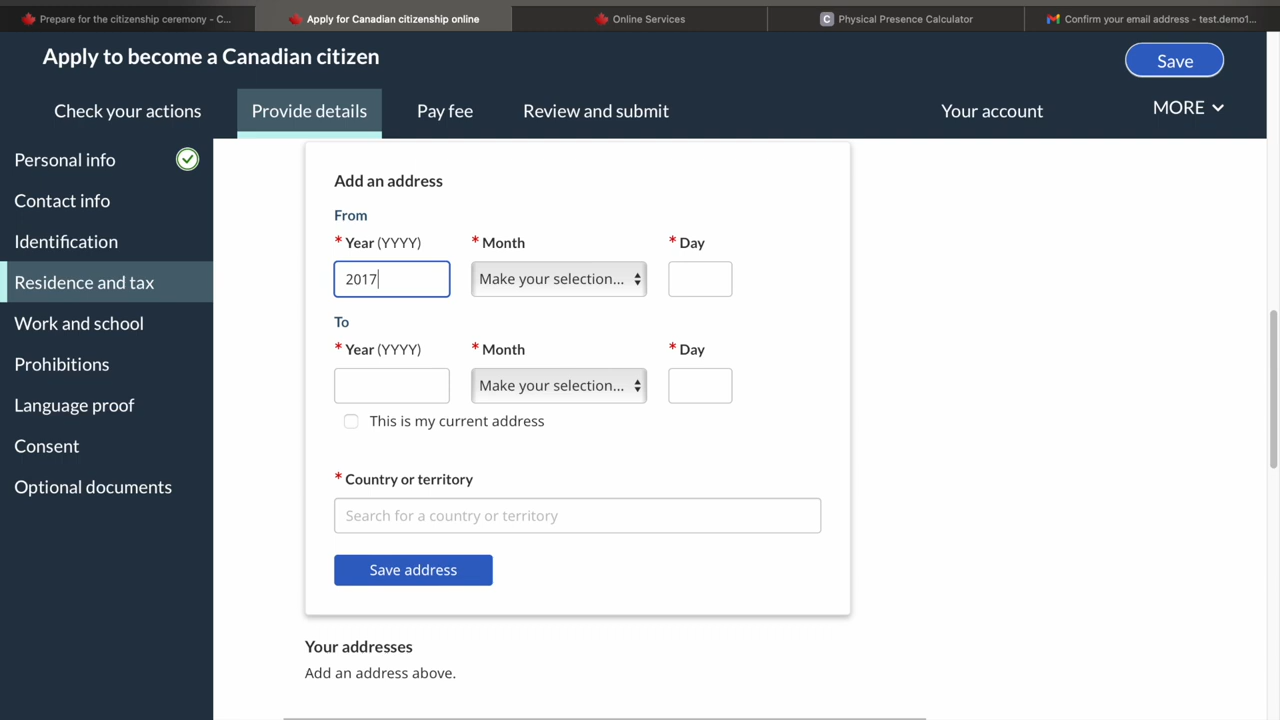 Prepare for the citizenship ceremony - C...
Apply for Canadian citizenship online
Online Services
C Physical Presence Calculator
Confirm your email address - test.demo1...
Apply to become a Canadian citizen
Save
Check your actions
Provide details
Pay fee
Review and submit
Your account
MORE
Personal info
Contact info
Identification
Residence and tax
Work and school
Prohibitions
Language proof
Consent
Optional documents
Add an address
From
* Year (YYYY)
* Month
* Day
2017
Make your selection...
To
* Year (YYYY)
* Month
* Day
Make your selection...
This is my current address
* Country or territory
Search for a country or territory
Save address
Your addresses
Add an address above.